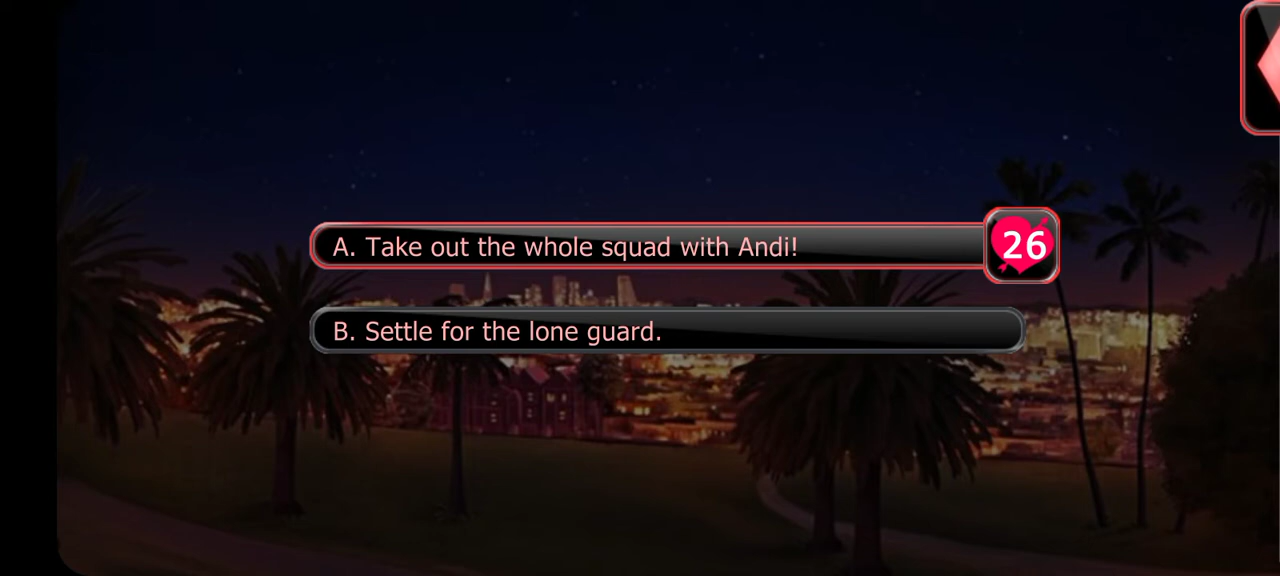 A. Take out the whole squad with Andi!
26
B. Settle for the lone guard.